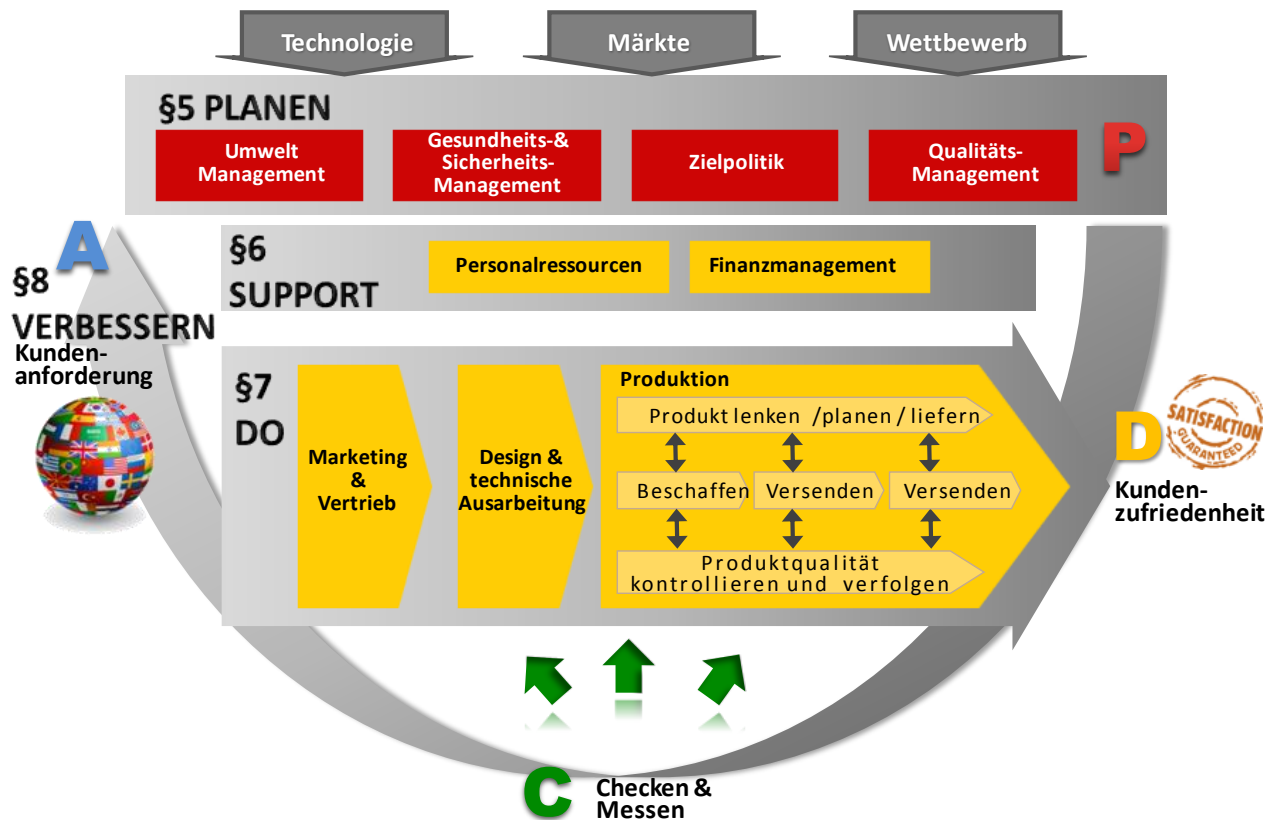 Technologie
Märkte
Wettbewerb
§5 PLANEN
Umwelt
Management
Gesundheits-&
Sicherheits-
Management
Zielpolitik
Qualitäts-
Management
P
A
§6
SUPPORT
Personalressourcen
Finanzmanagement
§8
VERBESSERN
Kunden-
anforderung
§7
DO
Marketing
&
Vertrieb
Design &
technische
Ausarbeitung
Produktion
Produkt lenken /planen / liefern
Beschaffen
Versenden
Versenden
Produktqualität
kontrollieren und verfolgen
D
SATISFACTION
GUARANTEED
Kunden-
zufriedenheit
C
Checken &
Messen